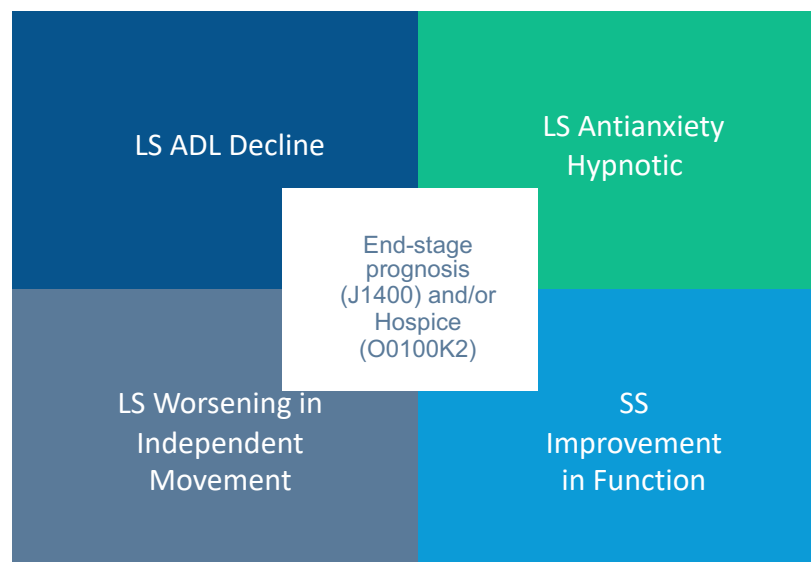 LS ADL Decline
LS Antianxiety
Hypnotic
End-stage
prognosis
(J1400) and/or
Hospice
(O0100K2)
LS Worsening in
Independent
Movement
SS
Improvement
in Function